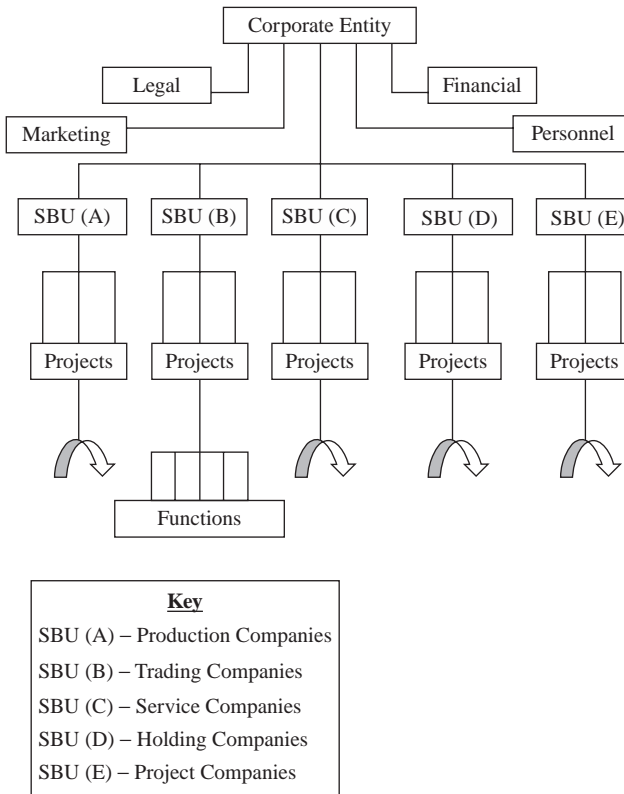 Corporate Entity
Legal
Financial
Marketing
Personnel
SBU (A) SBU (B) SBU (C) SBU (D) SBU (E)
Projects Projects Projects Projects Projects
Functions
Key
SBU (A) – Production Companies
SBU (B) – Trading Companies
SBU (C) – Service Companies
SBU (D) – Holding Companies
SBU (E) – Project Companies